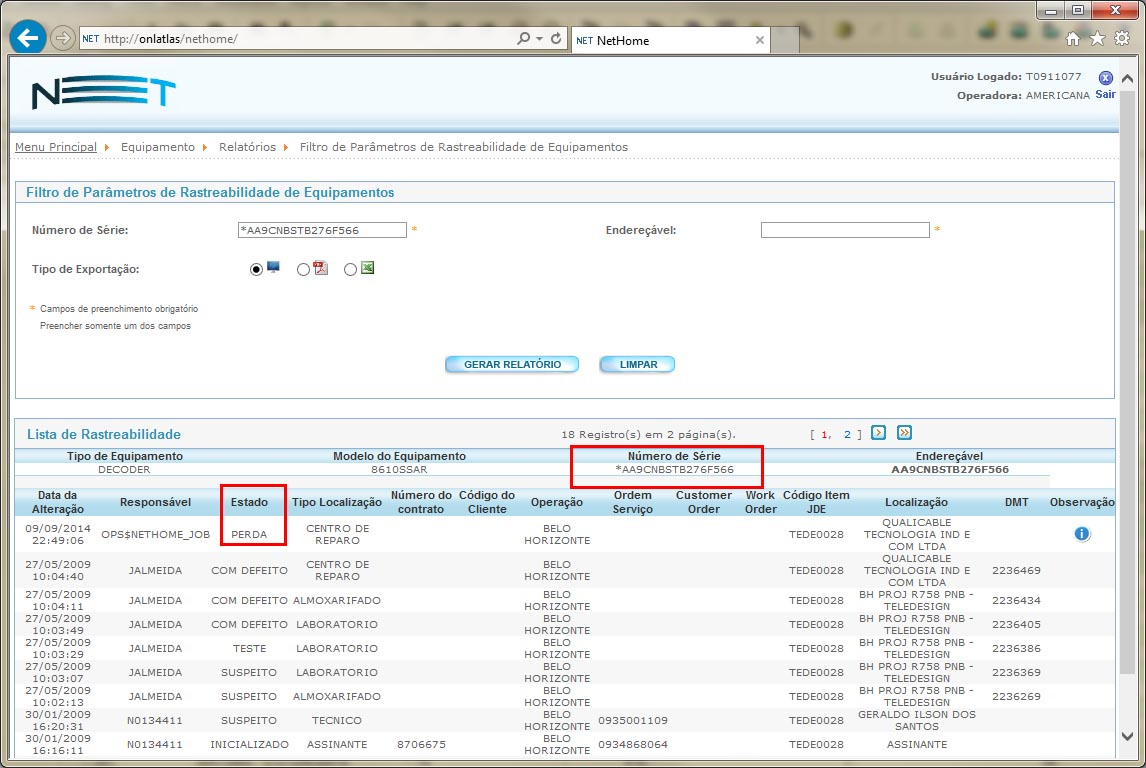 NET http://onlatlas/nethome/
NET NetHome
NET
Usuário Logado: T0911077
Operadora: AMERICANA Sair
Menu Principal Equipamento Relatórios Filtro de Parâmetros de Rastreabilidade de Equipamentos
Filtro de Parâmetros de Rastreabilidade de Equipamentos
Número de Série: *AA9CNBSTB276F566 * Endereçável: *
Tipo de Exportação:
* Campos de preenchimento obrigatório
Preencher somente um dos campos
GERAR RELATÓRIO LIMPAR
Lista de Rastreabilidade 18 Registro(s) em 2 página(s). [ 1, 2 ]
Tipo de Equipamento Modelo do Equipamento Número de Série Endereçável
DECODER 8610SSAR *AA9CNBSTB276F566 AA9CNBSTB276F566
Data da Alteração Responsável Estado Tipo Localização Número do contrato Código do Cliente Operação Ordem Serviço Customer Order Work Order Código Item JDE Localização DMT Observação
09/09/2014 22:49:06 OPS$NETHOME_JOB PERDA CENTRO DE REPARO BELO HORIZONTE TEDE0028 QUALICABLE TECNOLOGIA IND E COM LTDA
27/05/2009 10:04:40 JALMEIDA COM DEFEITO CENTRO DE REPARO BELO HORIZONTE TEDE0028 QUALICABLE TECNOLOGIA IND E COM LTDA 2236469
27/05/2009 10:04:11 JALMEIDA COM DEFEITO ALMOXARIFADO BELO HORIZONTE TEDE0028 BH PROJ R758 PNB - TELEDESIGN 2236434
27/05/2009 10:03:49 JALMEIDA COM DEFEITO LABORATORIO BELO HORIZONTE TEDE0028 BH PROJ R758 PNB - TELEDESIGN 2236405
27/05/2009 10:03:29 JALMEIDA TESTE LABORATORIO BELO HORIZONTE TEDE0028 BH PROJ R758 PNB - TELEDESIGN 2236386
27/05/2009 10:03:07 JALMEIDA SUSPEITO LABORATORIO BELO HORIZONTE TEDE0028 BH PROJ R758 PNB - TELEDESIGN 2236369
27/05/2009 10:02:13 JALMEIDA SUSPEITO ALMOXARIFADO BELO HORIZONTE TEDE0028 BH PROJ R758 PNB - TELEDESIGN 2236269
30/01/2009 16:20:31 N0134411 SUSPEITO TECNICO BELO HORIZONTE 0935001109 TEDE0028 GERALDO ILSON DOS SANTOS
30/01/2009 16:16:11 N0134411 INICIALIZADO ASSINANTE 8706675 BELO HORIZONTE 0934868064 TEDE0028 ASSINANTE